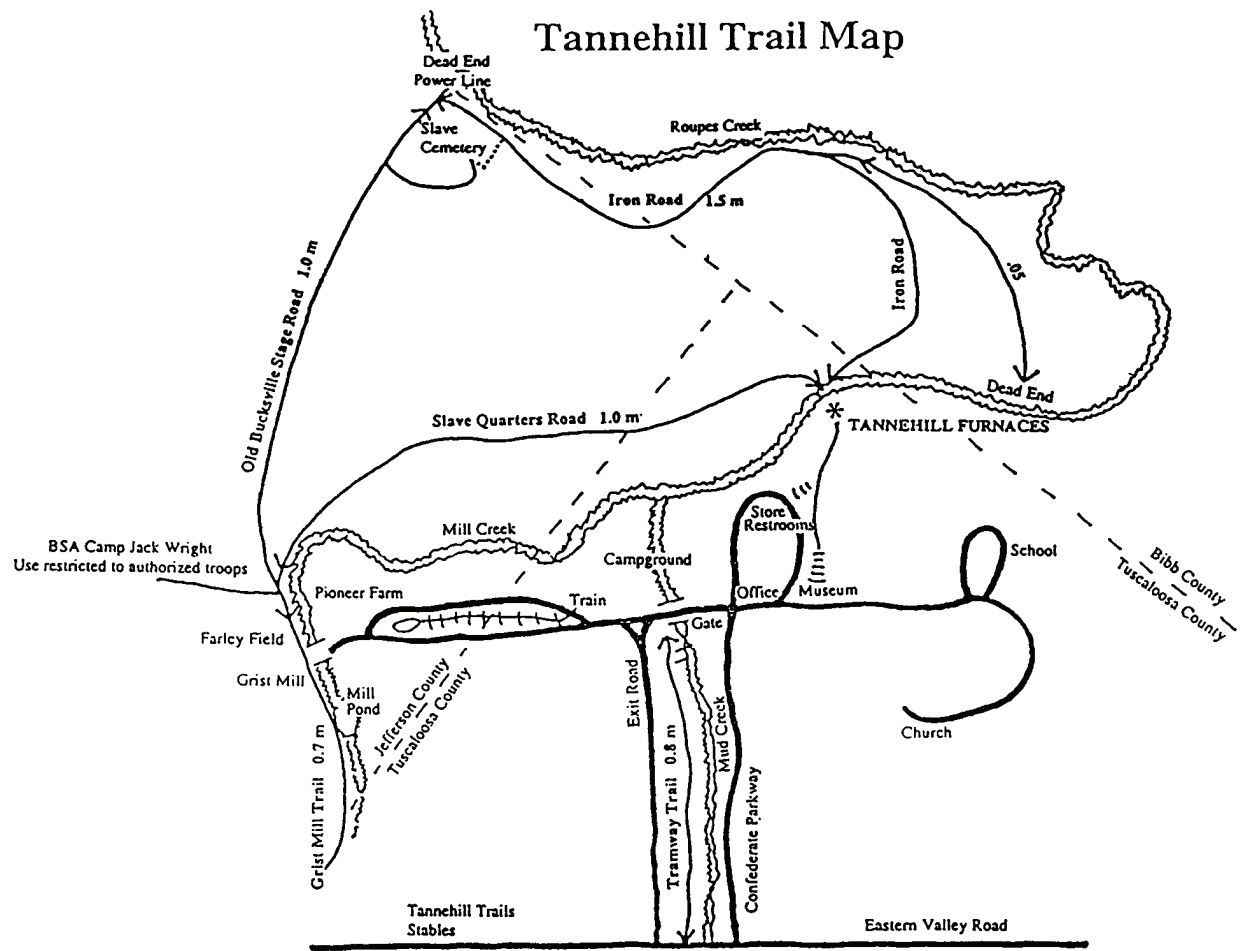 Tannehill Trail Map
Dead End
Power Line
Slave
Cemetery
Roupes Creek
Iron Road 1.5 m
Iron Road
.05
Old Bucksville Stage Road 1.0 m
Dead End
Slave Quarters Road 1.0 m
TANNEHILL FURNACES
Store
Restrooms
Mill Creek
BSA Camp Jack Wright
Use restricted to authorized troops
Campground
School
Bibb County
Tuscaloosa County
Pioneer Farm
Train
Office
Museum
Farley Field
Gate
Grist Mill
Mill
Pond
Jefferson County
Tuscaloosa County
Exit Road
Mud Creek
Church
Grist Mill Trail 0.7 m
Tramway Trail 0.8 m
Confederate Parkway
Tannehill Trails
Stables
Eastern Valley Road